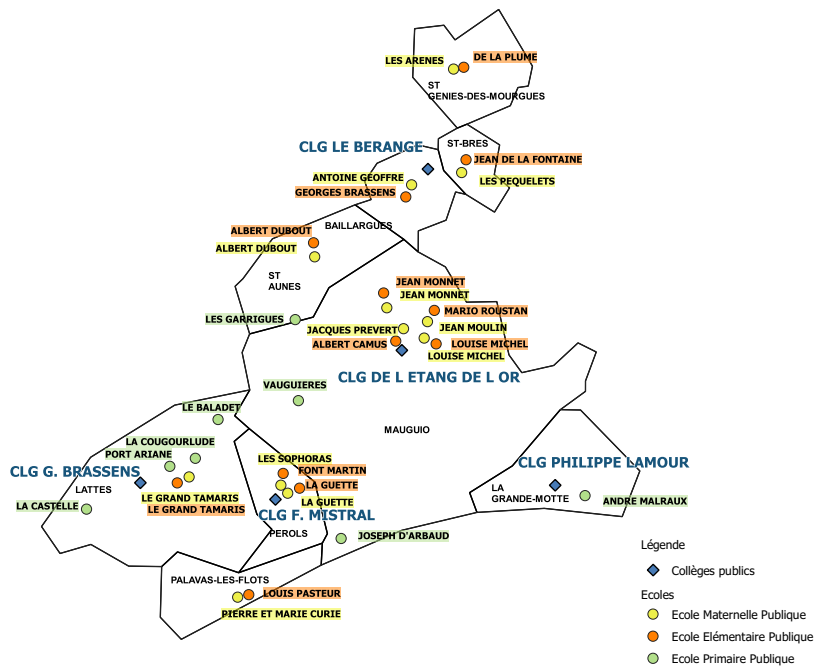 DE LA PLUME
LES ARENES
ST
GENIES-DES-MOURGUES
CLG LE BERANGE
ST-BRES
JEAN DE LA FONTAINE
ANTOINE GEOFFRE
LES PEQUELETS
GEORGES BRASSENS
ALBERT DUBOUT
BAILLARGUES
ALBERT DUBOUT
ST
AUNES
JEAN MONNET
JEAN MONNET
MARIO ROUSTAN
LES GARRIGUES
JACQUES PREVERT
JEAN MOULIN
ALBERT CAMUS
LOUISE MICHEL
LOUISE MICHEL
CLG DE L ETANG DE L OR
VAUGUIERES
LE BALADET
MAUGUIO
LA COUGOURLUDE
PORT ARIANE
LES SOPHORAS
CLG PHILIPPE LAMOUR
CLG G. BRASSENS
FONT MARTIN
LATTES
LA GUETTE
LA
GRANDE-MOTTE
LE GRAND TAMARIS
LA GUETTE
ANDRE MALRAUX
LA CASTELLE
LE GRAND TAMARIS
CLG F. MISTRAL
PEROLS
JOSEPH D'ARBAUD
Légende
Collèges publics
PALAVAS-LES-FLOTS
LOUIS PASTEUR
Ecoles
PIERRE ET MARIE CURIE
Ecole Maternelle Publique
Ecole Elémentaire Publique
Ecole Primaire Publique